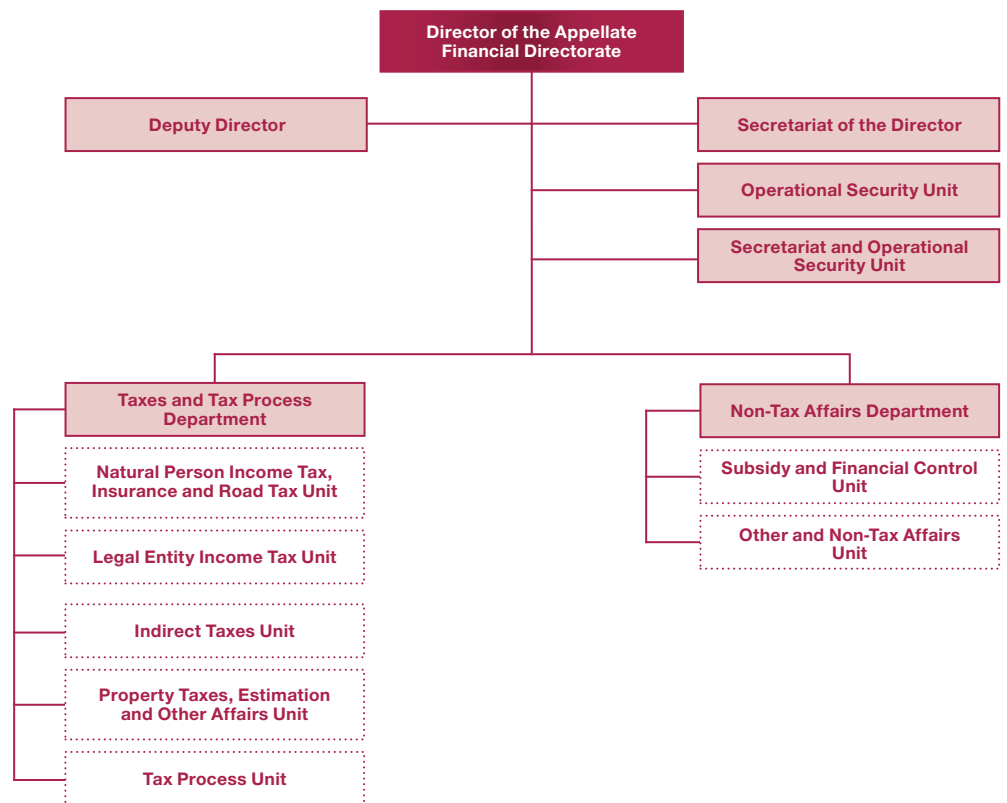 Director of the Appellate
Financial Directorate
Deputy Director
Secretariat of the Director
Operational Security Unit
Secretariat and Operational
Security Unit
Taxes and Tax Process
Department
Natural Person Income Tax,
Insurance and Road Tax Unit
Legal Entity Income Tax Unit
Indirect Taxes Unit
Property Taxes, Estimation
and Other Affairs Unit
Tax Process Unit
Non-Tax Affairs Department
Subsidy and Financial Control
Unit
Other and Non-Tax Affairs
Unit